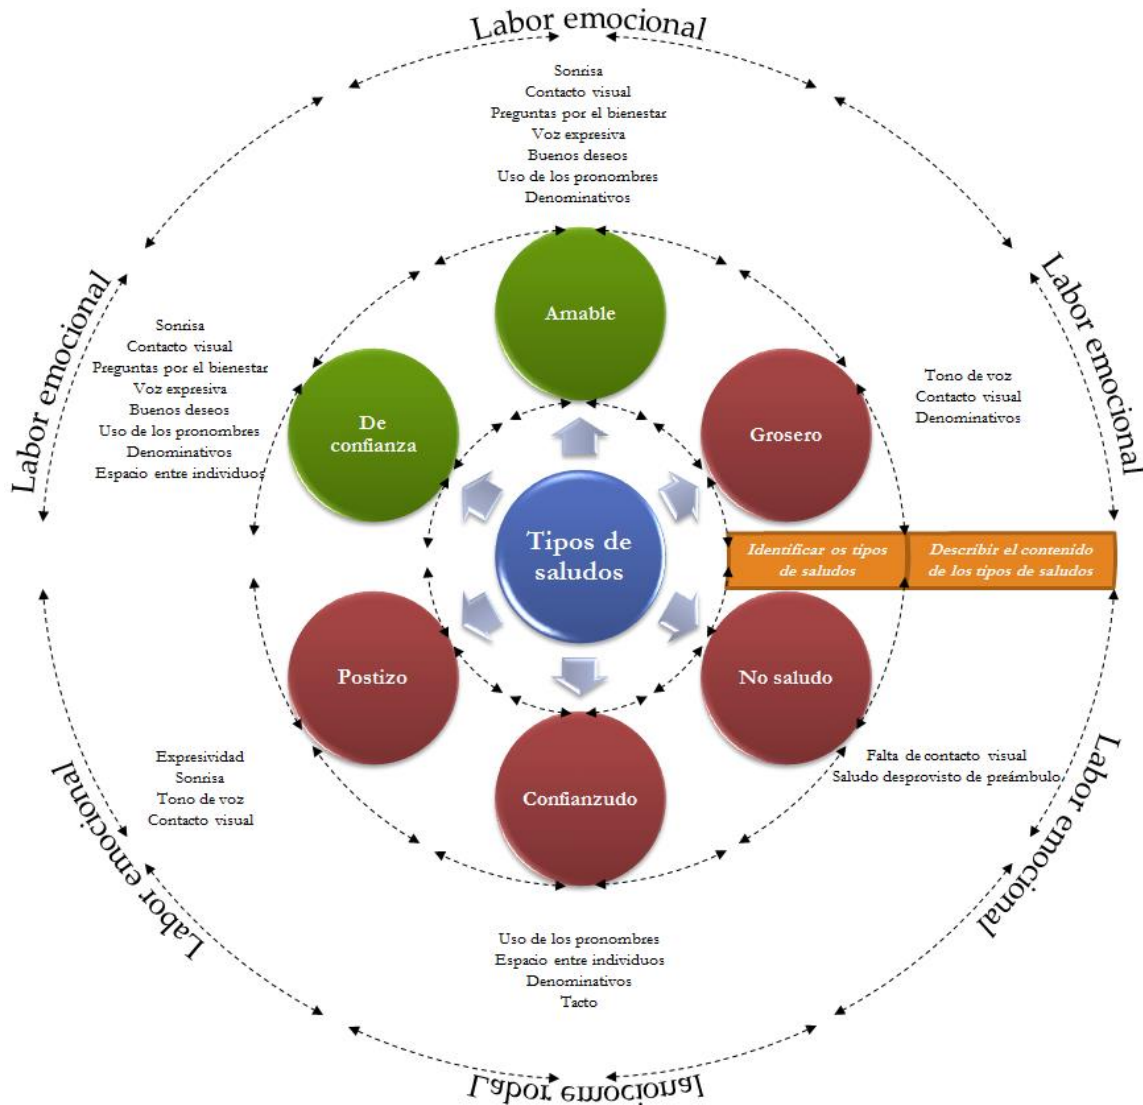 Labor emocional
Sonrisa
Contacto visual
Preguntas por el bienestar
Voz expresiva
Buenos deseos
Uso de los pronombres
Denominativos
Amable
Labor emocional
Tono de voz
Contacto visual
Denominativos
Grosero
Labor emocional
Sonrisa
Contacto visual
Preguntas por el bienestar
Voz expresiva
Buenos deseos
Uso de los pronombres
Denominativos
Espacio entre individuos
De
confianza
Tipos de
saludos
Identificar os tipos
de saludos
Describir el contenido
de los tipos de saludos
Postizo
No saludo
Expresividad
Sonrisa
Tono de voz
Contacto visual
Labor emocional
Falta de contacto visual
Saludo desprovisto de preámbulo
Labor emocional
Confianzudo
Uso de los pronombres
Espacio entre individuos
Denominativos
Tacto
Labor emocional